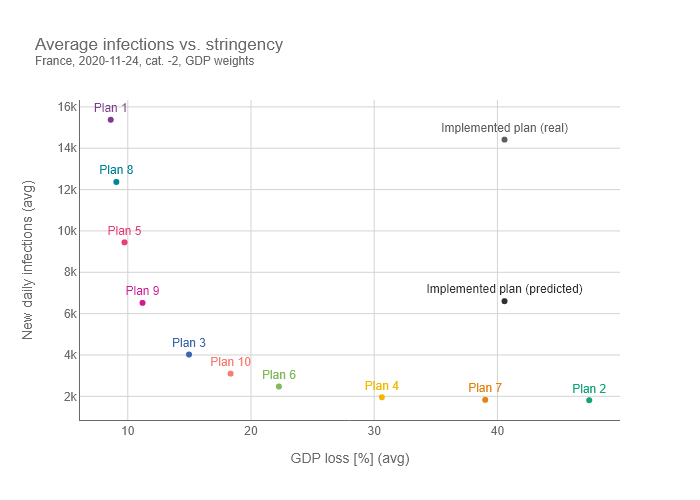 Average infections vs. stringency
France, 2020-11-24, cat. -2, GDP weights
16k
14k
12k
10k
8k
6k
4k
2k
New daily infections (avg)
Plan 1
Implemented plan (real)
Plan 8
Plan 5
Plan 9
Implemented plan (predicted)
Plan 3
Plan 10
Plan 6
Plan 4
Plan 7
Plan 2
10
20
30
40
GDP loss [%] (avg)